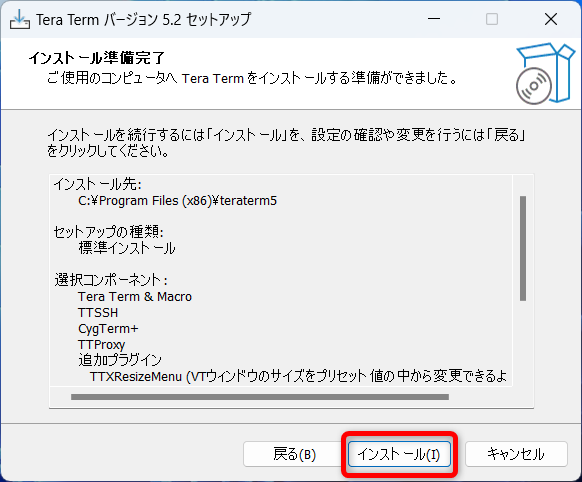 Tera Term バージョン 5.2 セットアップ
インストール準備完了
ご使用のコンピュータへ Tera Term をインストールする準備ができました。
インストールを続行するには「インストール」を、設定の確認や変更を行うには「戻る」
をクリックしてください。
インストール先:
C:¥Program Files (x86)¥teraterm5
セットアップの種類:
標準インストール
選択コンポーネント:
Tera Term & Macro
TTSSH
CygTerm+
TTProxy
追加プラグイン
TTXResizeMenu (VTウィンドウのサイズをプリセット値の中から変更できるよ
戻る(B)
インストール(I)
キャンセル